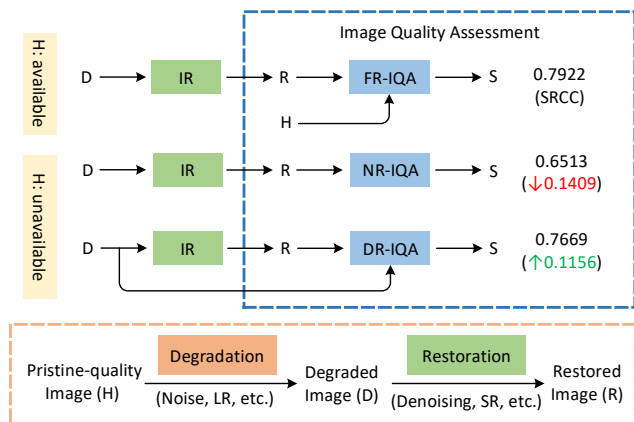 Image Quality Assessment
H: available
D
IR
R
FR-IQA
S
0.7922
(SRCC)
H
H: unavailable
D
IR
R
NR-IQA
S
0.6513
(↓0.1409)
D
IR
R
DR-IQA
S
0.7669
(↑0.1156)
Degradation
Restoration
Pristine-quality
Image (H)
(Noise, LR, etc.)
Degraded
Image (D)
(Denoising, SR, etc.)
Restored
Image (R)